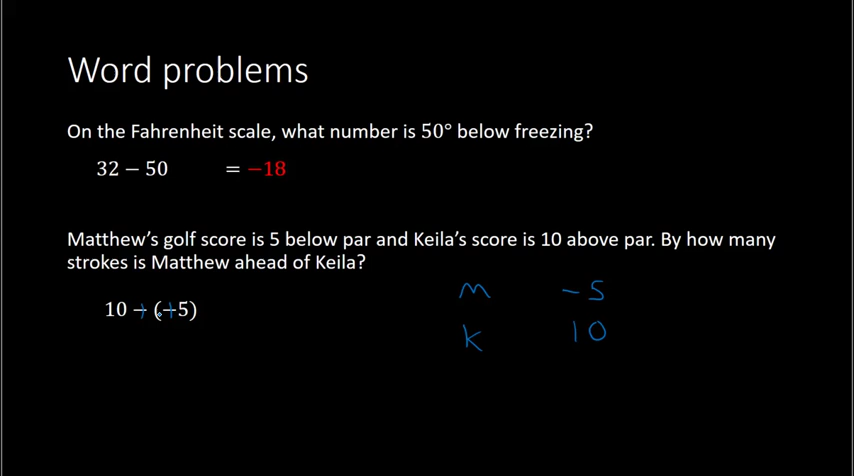 Word problems
On the Fahrenheit scale, what number is 50° below freezing?
32 − 50 = −18
Matthew's golf score is 5 below par and Keila's score is 10 above par. By how many
strokes is Matthew ahead of Keila?
m −5
10 + (+5)
k 10